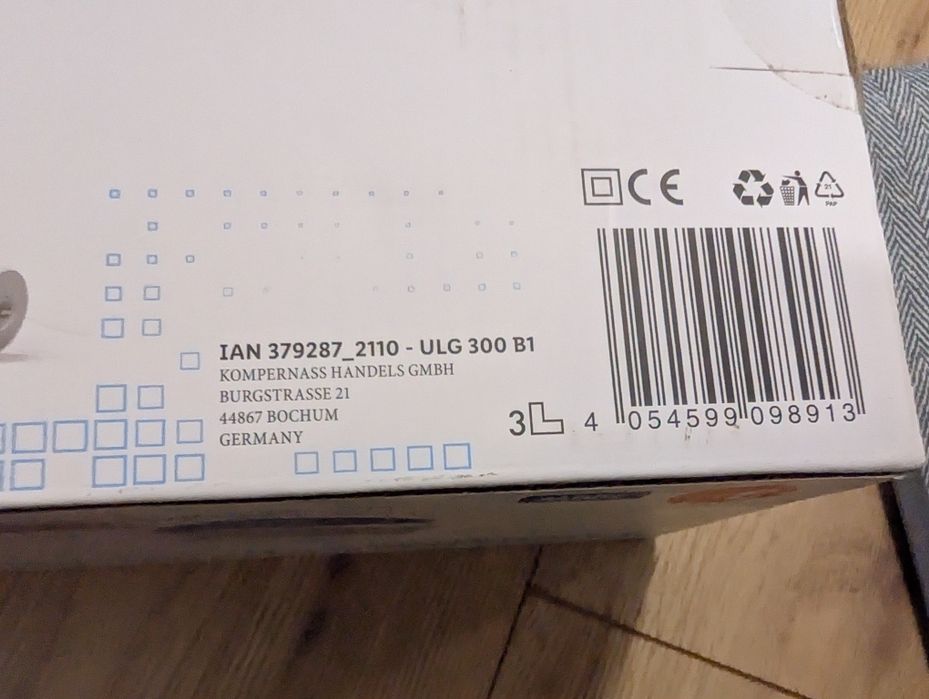 CE
21
PAP
IAN 379287_2110 - ULG 300 B1
KOMPERNASS HANDELS GMBH
BURGSTRASSE 21
44867 BOCHUM
GERMANY
3L
4 054599 098913